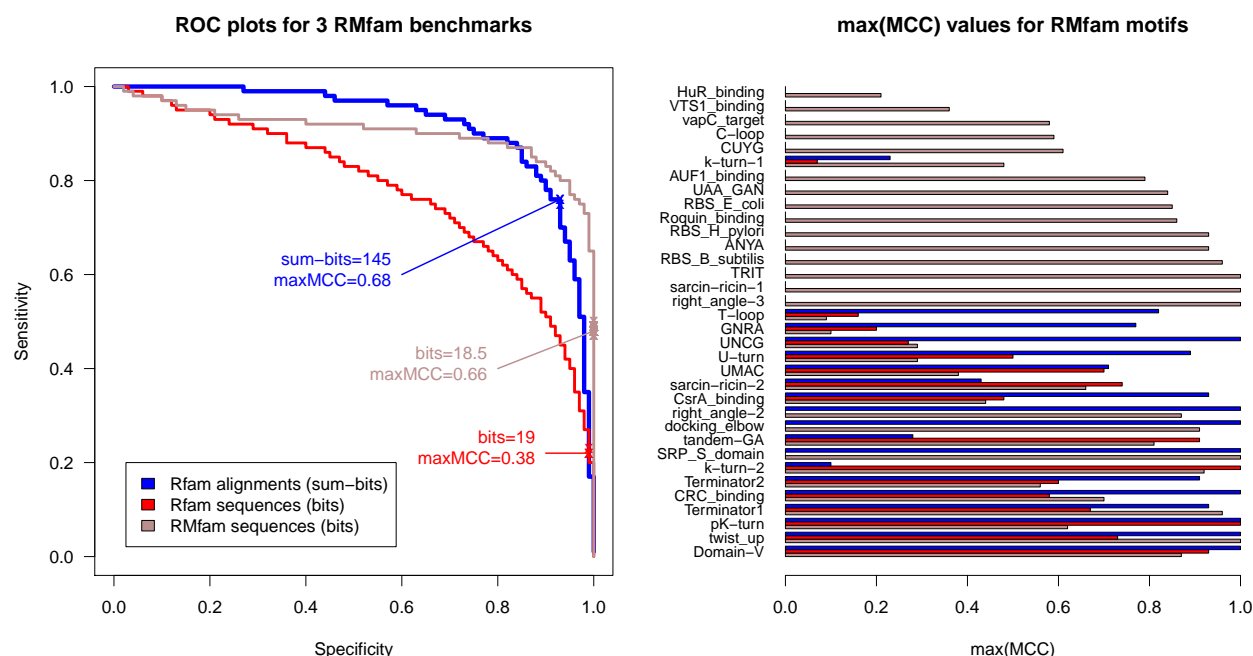 ROC plots for 3 RMfam benchmarks
1.0
0.8
0.6
0.4
0.2
0.0
Sensitivity
sum−bits=145
maxMCC=0.68
bits=18.5
maxMCC=0.66
bits=19
maxMCC=0.38
Rfam alignments (sum−bits)
Rfam sequences (bits)
RMfam sequences (bits)
0.0 0.2 0.4 0.6 0.8 1.0
Specificity
max(MCC) values for RMfam motifs
HuR_binding
VTS1_binding
vapC_target
C−loop
CUYG
k−turn−1
AUF1_binding
UAA_GAN
RBS_E_coli
Roquin_binding
RBS_H_pylori
ANYA
RBS_B_subtilis
TRIT
sarcin−ricin−1
right_angle−3
T−loop
GNRA
UNCG
U−turn
UMAC
sarcin−ricin−2
CsrA_binding
right_angle−2
docking_elbow
tandem−GA
SRP_S_domain
k−turn−2
Terminator2
CRC_binding
Terminator1
pK−turn
twist_up
Domain−V
0.0 0.2 0.4 0.6 0.8 1.0
max(MCC)